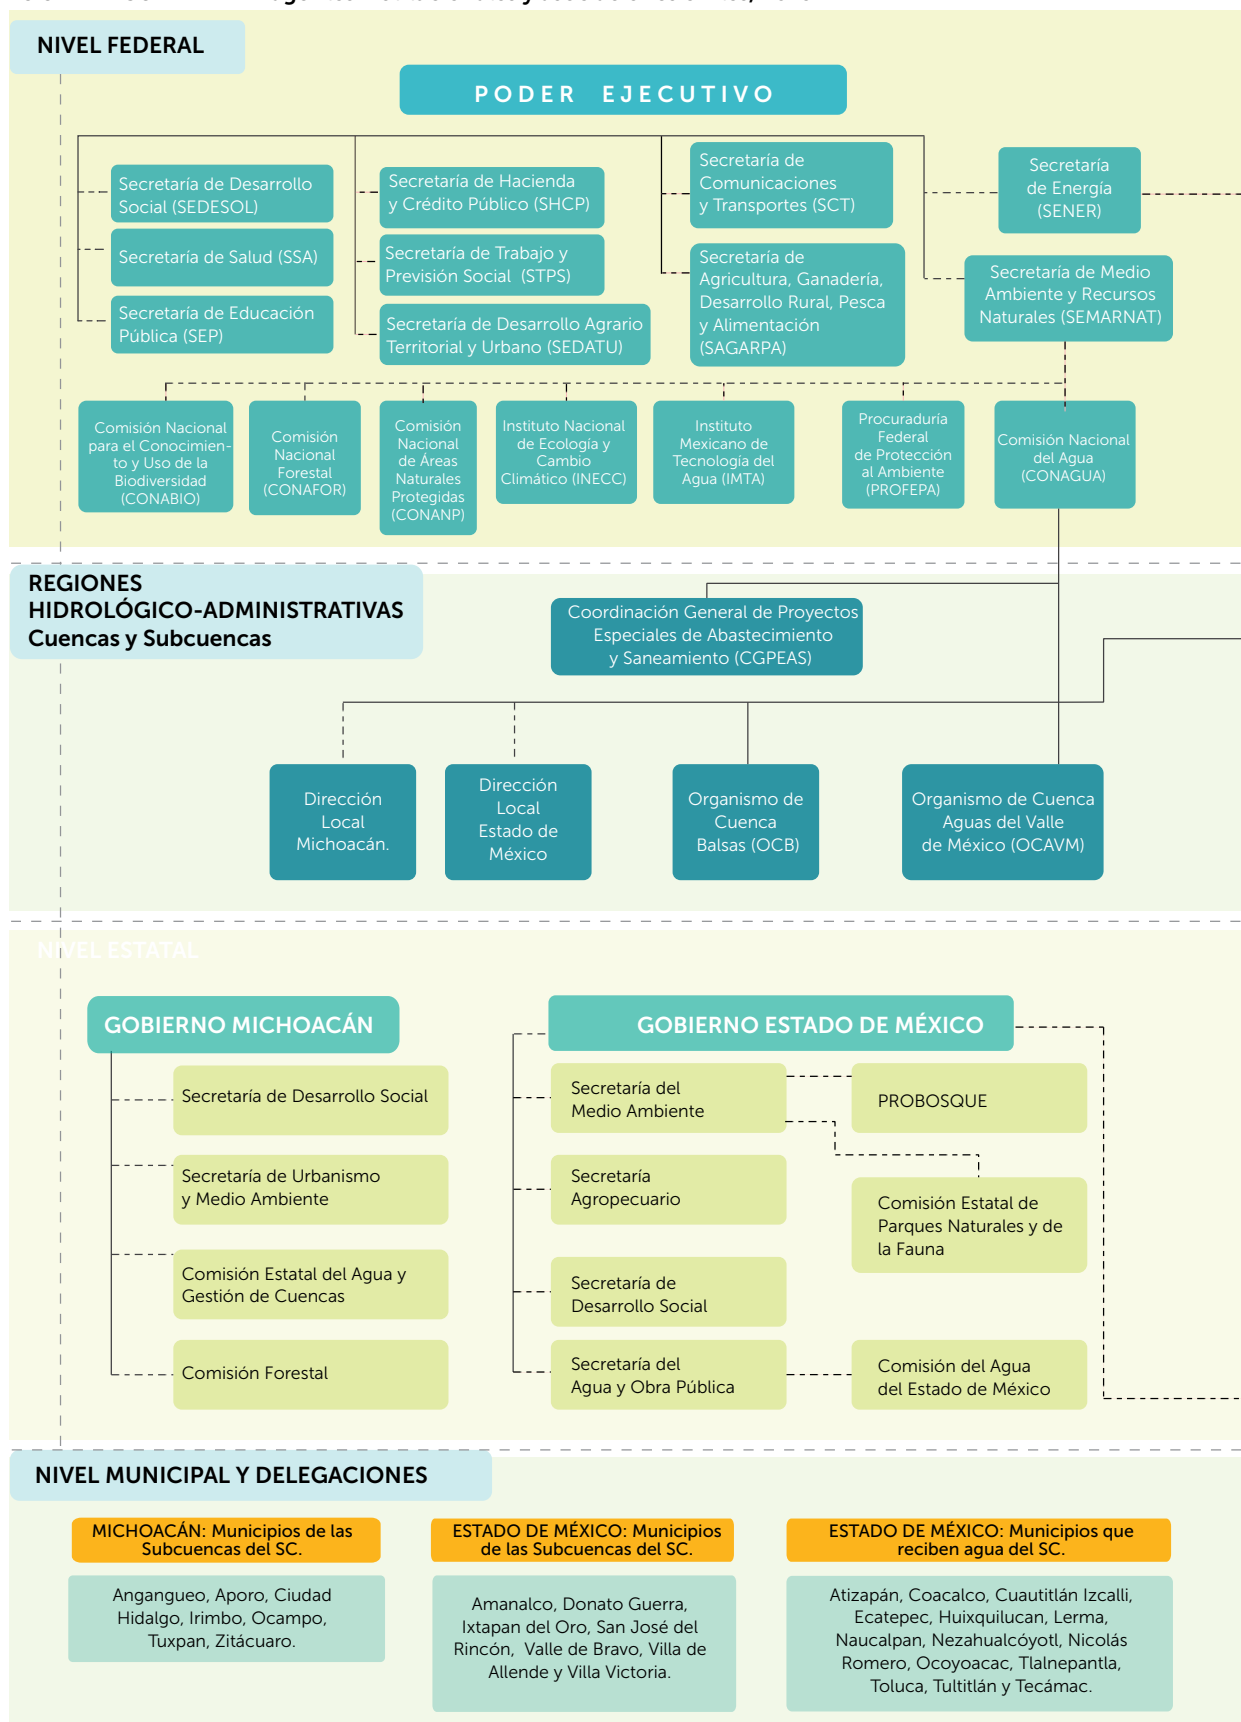 NIVEL FEDERAL
PODER EJECUTIVO
Secretaría de Desarrollo
Social (SEDESOL)
Secretaría de Salud (SSA)
Secretaría de Educación
Pública (SEP)
Secretaría de Hacienda
y Crédito Público (SHCP)
Secretaría de Trabajo y
Previsión Social (STPS)
Secretaría de Desarrollo Agrario
Territorial y Urbano (SEDATU)
Secretaría de
Comunicaciones
y Transportes (SCT)
Secretaría de
Agricultura, Ganadería,
Desarrollo Rural, Pesca
y Alimentación
(SAGARPA)
Secretaría
de Energía
(SENER)
Secretaría de Medio
Ambiente y Recursos
Naturales (SEMARNAT)
Comisión Nacional
para el Conocimien-
to y Uso de la
Biodiversidad
(CONABIO)
Comisión
Nacional
Forestal
(CONAFOR)
Comisión
Nacional
de Áreas
Naturales
Protegidas
(CONANP)
Instituto Nacional
de Ecología y
Cambio
Climático (INECC)
Instituto
Mexicano de
Tecnología del
Agua (IMTA)
Procuraduría
Federal
de Protección
al Ambiente
(PROFEPA)
Comisión Nacional
del Agua
(CONAGUA)
REGIONES
HIDROLÓGICO-ADMINISTRATIVAS
Cuencas y Subcuencas
Coordinación General de Proyectos
Especiales de Abastecimiento
y Saneamiento (CGPEAS)
Dirección
Local
Michoacán.
Dirección
Local
Estado de
México
Organismo de
Cuenca
Balsas (OCB)
Organismo de Cuenca
Aguas del Valle
de México (OCAVM)
NIVEL ESTATAL
GOBIERNO MICHOACÁN
Secretaría de Desarrollo Social
Secretaría de Urbanismo
y Medio Ambiente
Comisión Estatal del Agua y
Gestión de Cuencas
Comisión Forestal
GOBIERNO ESTADO DE MÉXICO
Secretaría del
Medio Ambiente
Secretaría
Agropecuario
Secretaría de
Desarrollo Social
Secretaría del
Agua y Obra Pública
PROBOSQUE
Comisión Estatal de
Parques Naturales y de
la Fauna
Comisión del Agua
del Estado de México
NIVEL MUNICIPAL Y DELEGACIONES
MICHOACÁN: Municipios de las
Subcuencas del SC.
Angangueo, Aporo, Ciudad
Hidalgo, Irimbo, Ocampo,
Tuxpan, Zitácuaro.
ESTADO DE MÉXICO: Municipios
de las Subcuencas del SC.
Amanalco, Donato Guerra,
Ixtapan del Oro, San José del
Rincón, Valle de Bravo, Villa de
Allende y Villa Victoria.
ESTADO DE MÉXICO: Municipios que
reciben agua del SC.
Atizapán, Coacalco, Cuautitlán Izcalli,
Ecatepec, Huixquilucan, Lerma,
Naucalpan, Nezahualcóyotl, Nicolás
Romero, Ocoyoacac, Tlalnepantla,
Toluca, Tultitlán y Tecámac.